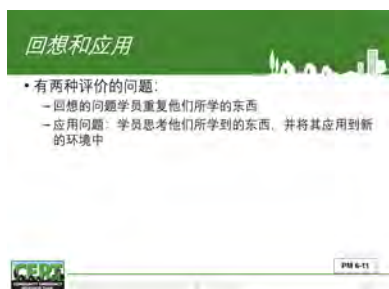 回想和应用
• 有两种评价的问题:
–回想的问题学员重复他们所学的东西
–应用问题: 学员思考他们所学到的东西, 并将其应用到新
的环境中
PM 6-11
CERT